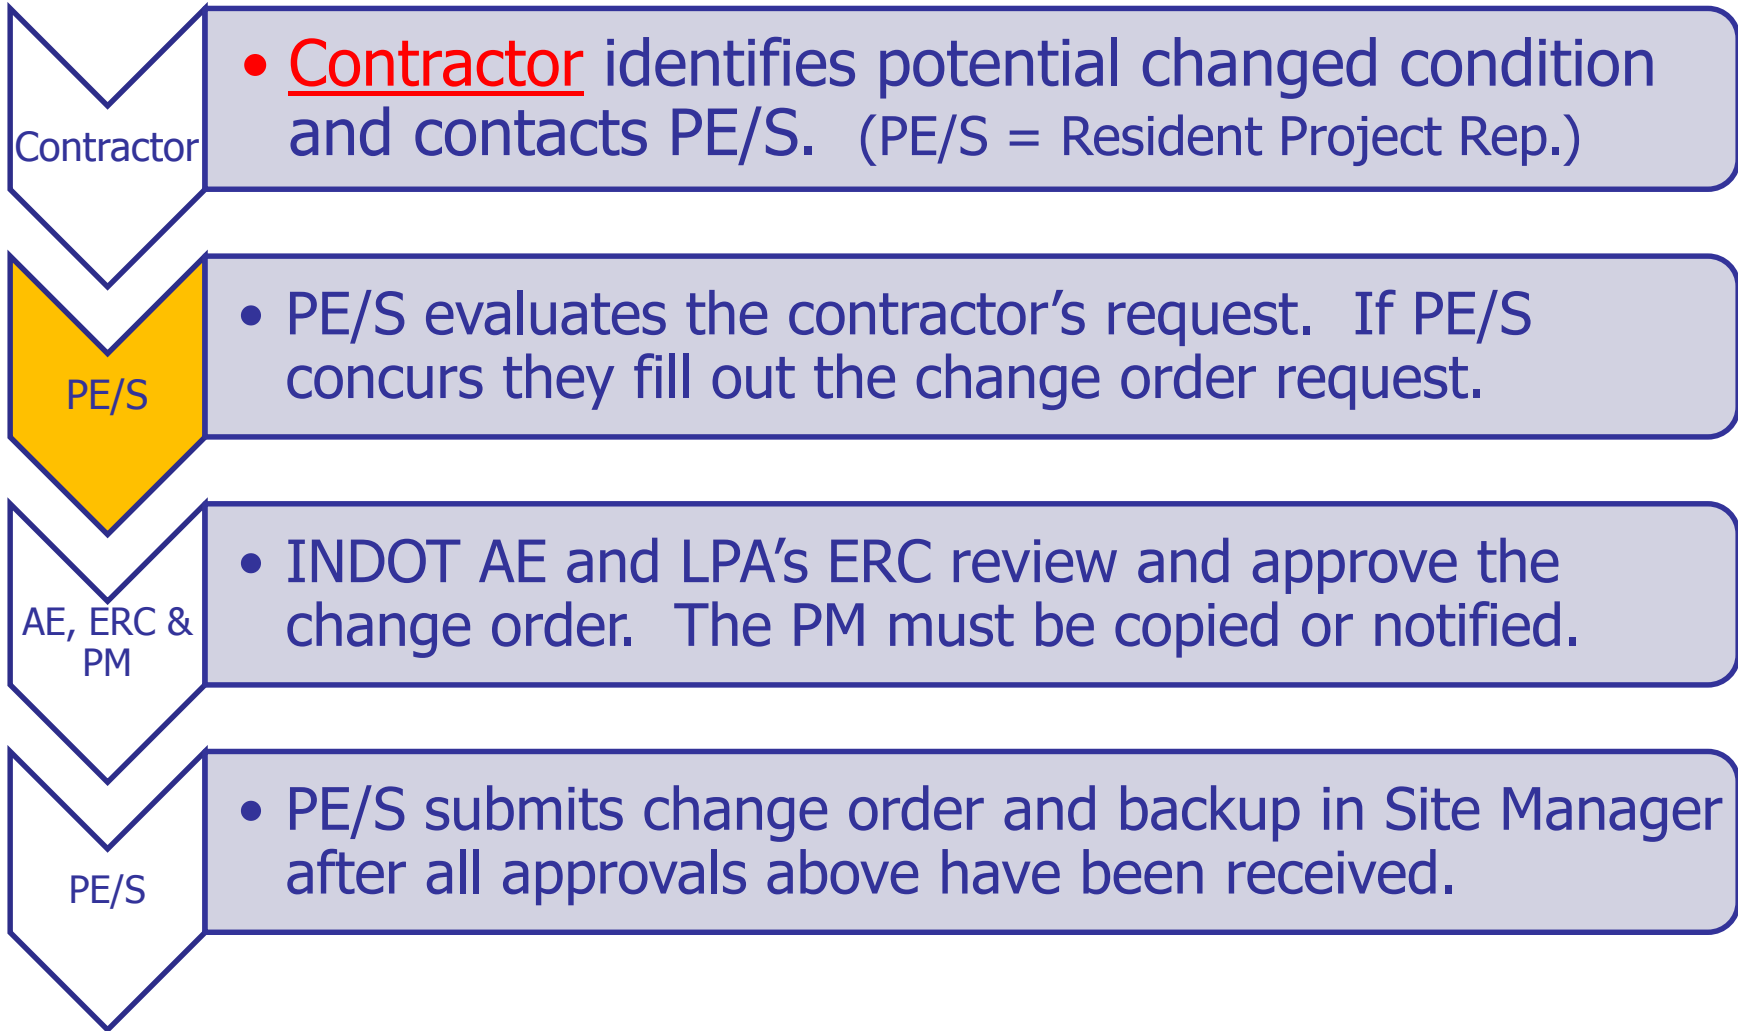 Contractor
• Contractor identifies potential changed condition
and contacts PE/S. (PE/S = Resident Project Rep.)
PE/S
• PE/S evaluates the contractor’s request. If PE/S
concurs they fill out the change order request.
AE, ERC &
PM
• INDOT AE and LPA’s ERC review and approve the
change order. The PM must be copied or notified.
PE/S
• PE/S submits change order and backup in Site Manager
after all approvals above have been received.